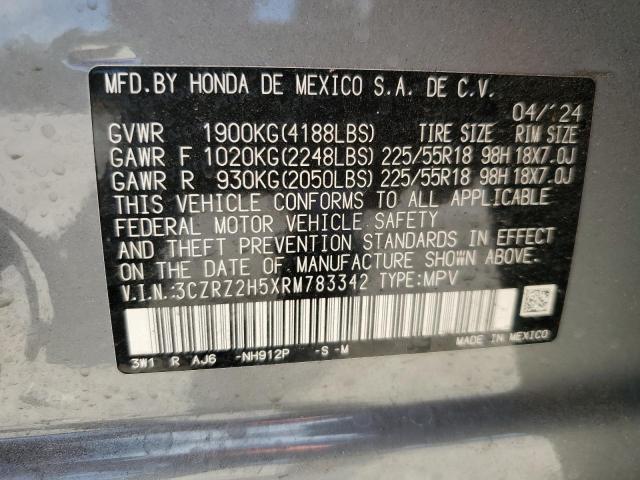 MFD.BY HONDA DE MEXICO S.A. DE C.V.
04/'24
GVWR 1900KG(4188LBS) TIRE SIZE RIM SIZE
GAWR F 1020KG(2248LBS) 225/55R18 98H 18X7.0J
GAWR R 930KG(2050LBS) 225/55R18 98H 18X7.0J
THIS VEHICLE CONFORMS TO ALL APPLICABLE
FEDERAL MOTOR VEHICLE SAFETY
AND THEFT PREVENTION STANDARDS IN EFFECT
ON THE DATE OF MANUFACTURE SHOWN ABOVE.
V.I.N.:3CZRZ2H5XRM783342 TYPE:MPV
MADE IN MEXICO
3W1 R AJ6 -NH912P -S -M